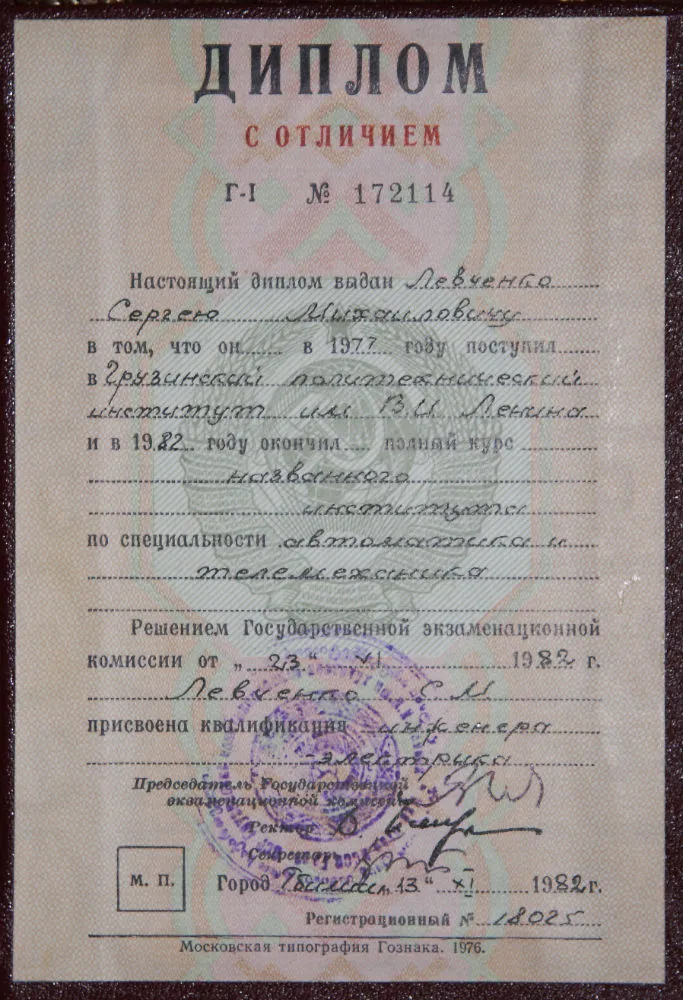 ДИПЛОМ
С ОТЛИЧИЕМ
Г-I № 172114
Настоящий диплом выдан Левченко
Сергею Михайловичу
в том, что он в 1977 году поступил
в Грузинский политехнический
институт им В.И. Ленина
и в 1982 году окончил полный курс
названного
института
по специальности автоматика и
телемеханика
Решением Государственной экзаменационной
комиссии от „23“ XI 1982 г.
Левченко С.М
присвоена квалификация инженера
электрика
Председатель Государственной
экзаменационной комиссии
Ректор
Секретарь
М. П.
Город Тбилиси 13“ XI 1982 г.
Регистрационный № 18025
Московская типография Гознака. 1976.